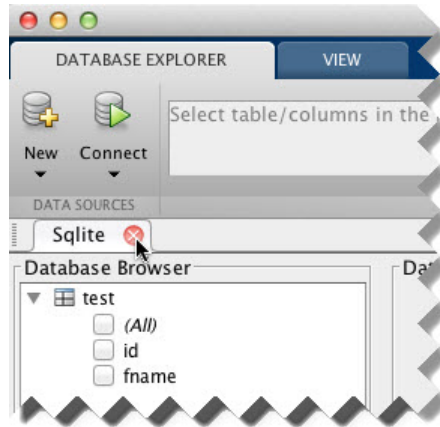 DATABASE EXPLORER VIEW
Select table/columns in the
New Connect
DATA SOURCES
Sqlite
Database Browser
test
(All)
id
fname